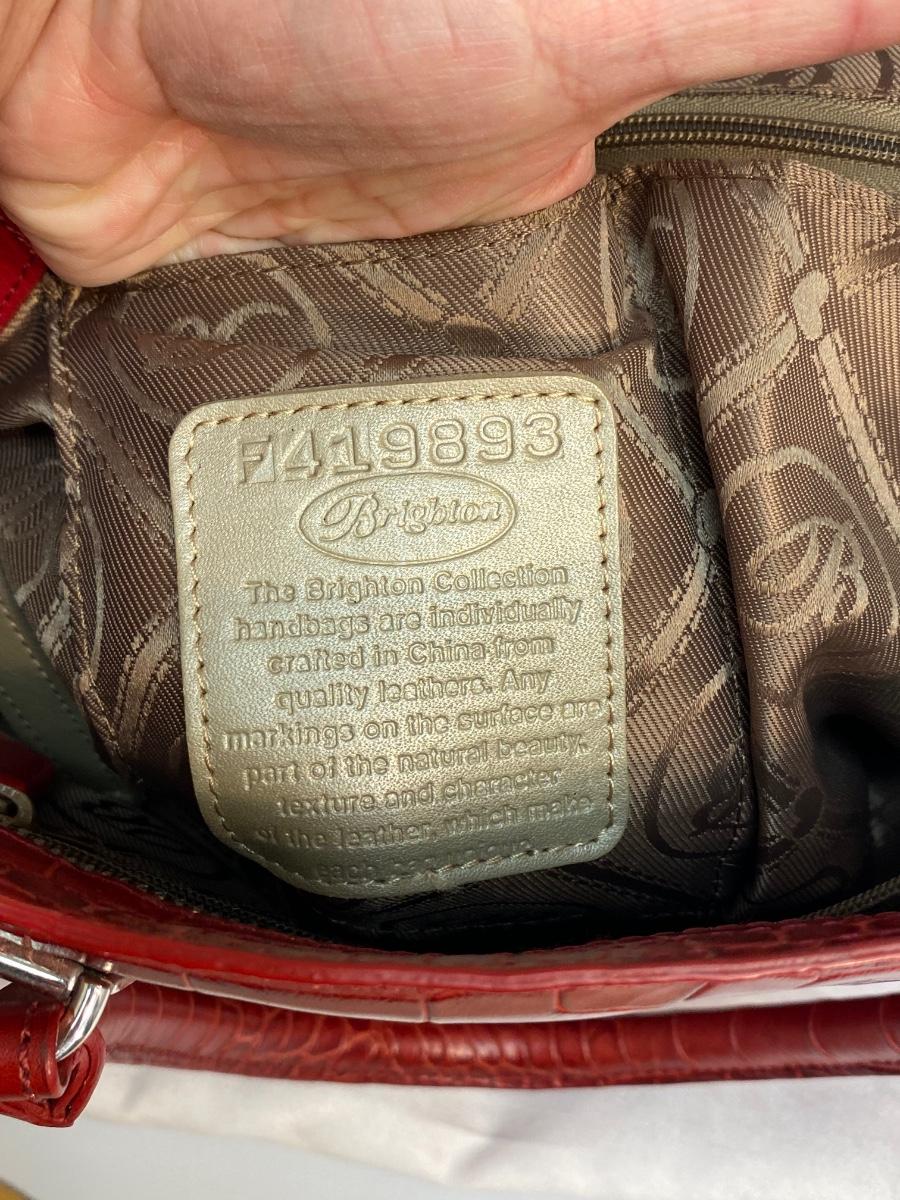 F419893
Brighton
The Brighton Collection
handbags are individually
crafted in China from
quality leathers. Any
markings on the surface are
part of the natural beauty,
texture and character
of the leather, which make
each